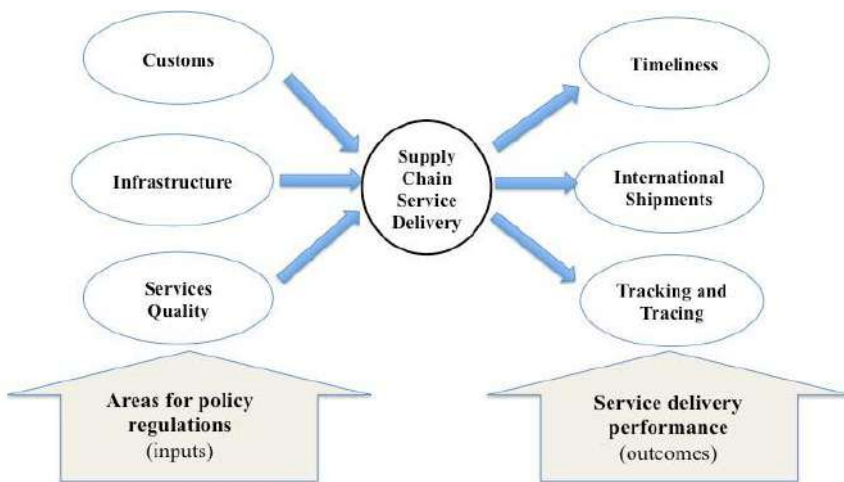 Customs
Infrastructure
Services
Quality
Supply
Chain
Service
Delivery
Timeliness
International
Shipments
Tracking and
Tracing
Areas for policy
regulations
(inputs)
Service delivery
performance
(outcomes)